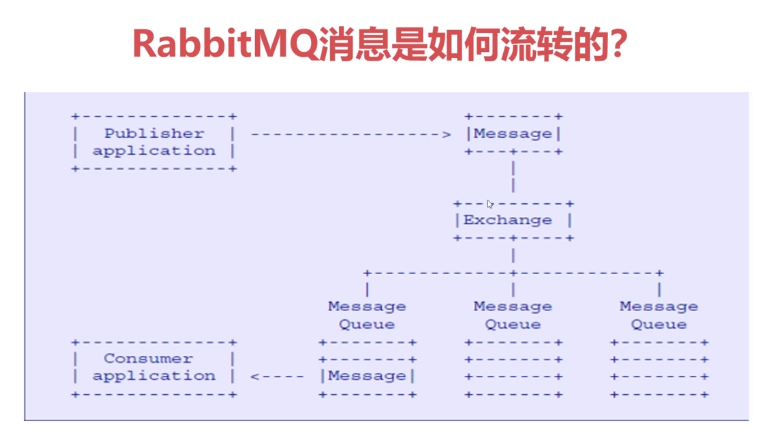 RabbitMQ消息是如何流转的?
Publisher
application
Message
Exchange
Message Message Message
Queue Queue Queue
Consumer
application Message